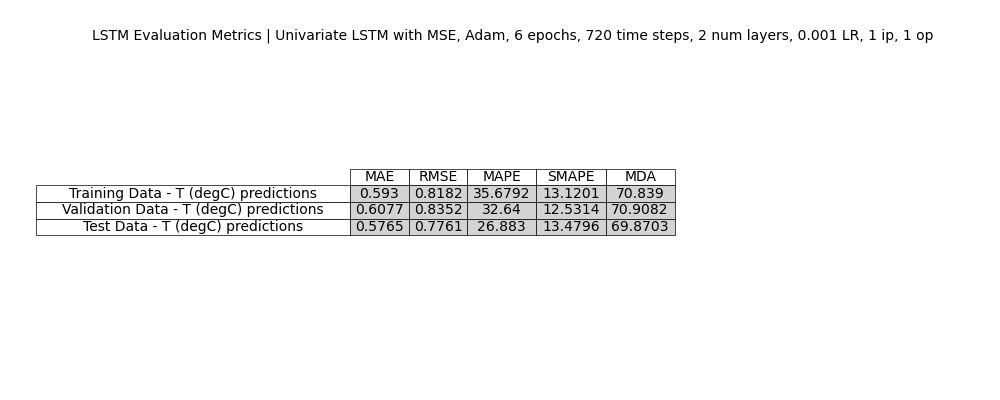 LSTM Evaluation Metrics | Univariate LSTM with MSE, Adam, 6 epochs, 720 time steps, 2 num layers, 0.001 LR, 1 ip, 1 op
MAE RMSE MAPE SMAPE MDA
Training Data - T (degC) predictions 0.593 0.8182 35.6792 13.1201 70.839
Validation Data - T (degC) predictions 0.6077 0.8352 32.64 12.5314 70.9082
Test Data - T (degC) predictions 0.5765 0.7761 26.883 13.4796 69.8703